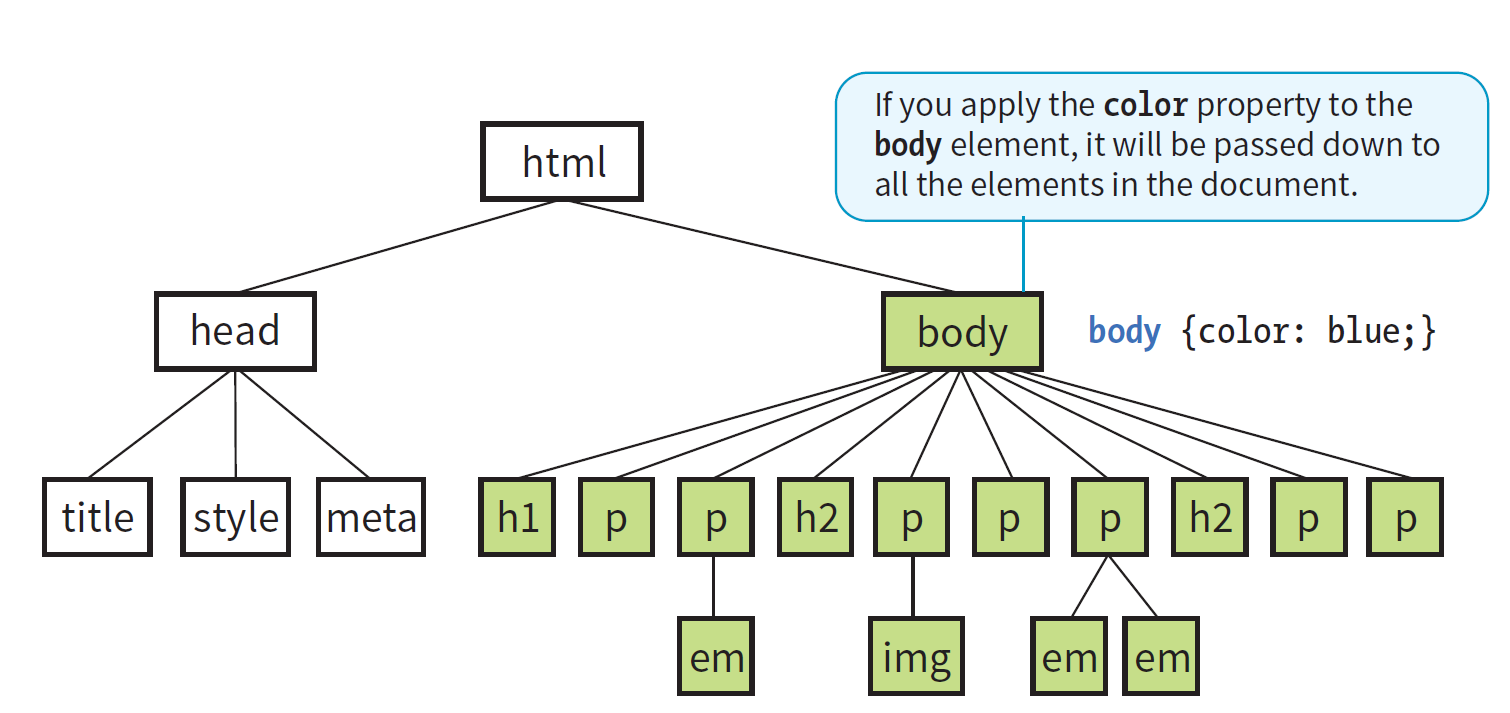 If you apply the color property to the
body element, it will be passed down to
all the elements in the document.
html
head
body
body {color: blue;}
title
style
meta
h1
p
p
h2
p
p
p
h2
p
p
em
img
em
em